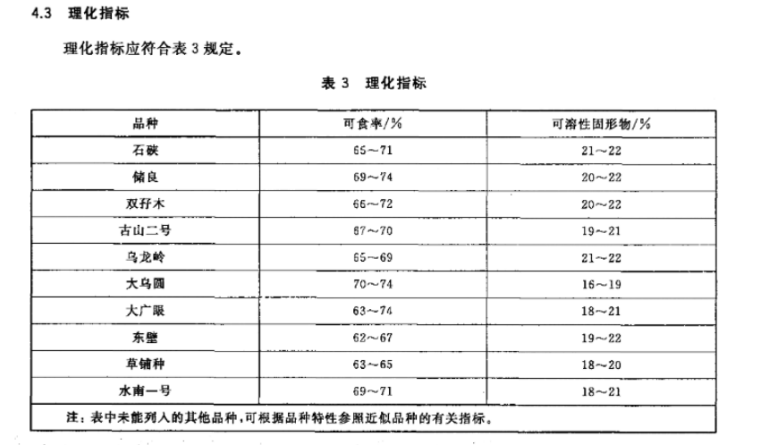 4.3 理化指标
理化指标应符合表 3 规定。
表 3 理化指标
品种 可食率/% 可溶性固形物/%
石硖 65～71 21～22
储良 69～74 20～22
双孖木 66～72 20～22
古山二号 67～70 19～21
乌龙岭 65～69 21～22
大乌圆 70～74 16～19
大广眼 63～74 18～21
东璧 62～67 19～22
草铺种 63～65 18～20
水南一号 69～71 18～21
注：表中未能列入的其他品种，可根据品种特性参照近似品种的有关指标。